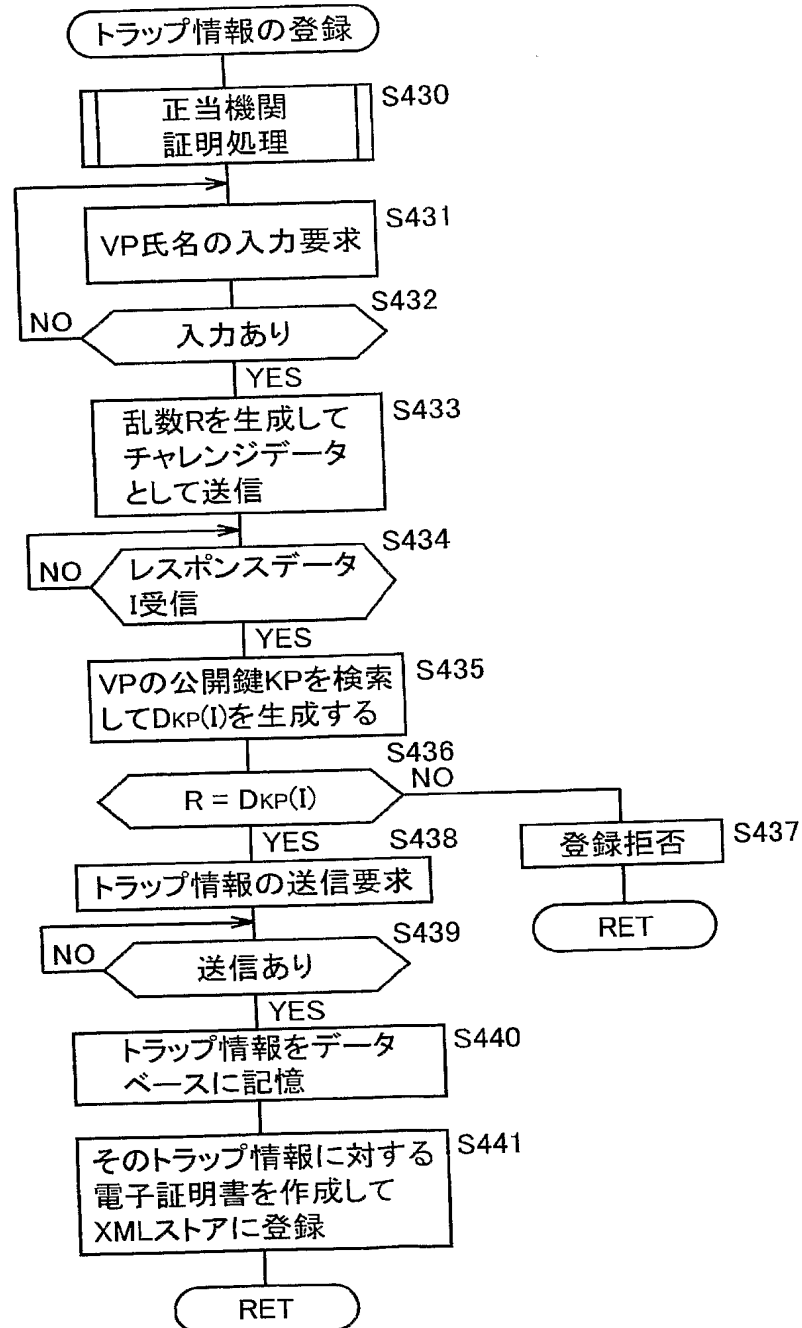 トラップ情報の登録
正当機関
証明処理
S430
VP氏名の入力要求
S431
入力あり
S432
NO
YES
乱数Rを生成して
チャレンジデータ
として送信
S433
レスポンスデータ
I受信
S434
NO
YES
VPの公開鍵KPを検索
してDKP(I)を生成する
S435
S436
R = DKP(I)
NO
YES
登録拒否
S437
RET
S438
トラップ情報の送信要求
送信あり
S439
NO
YES
トラップ情報をデータ
ベースに記憶
S440
そのトラップ情報に対する
電子証明書を作成して
XMLストアに登録
S441
RET